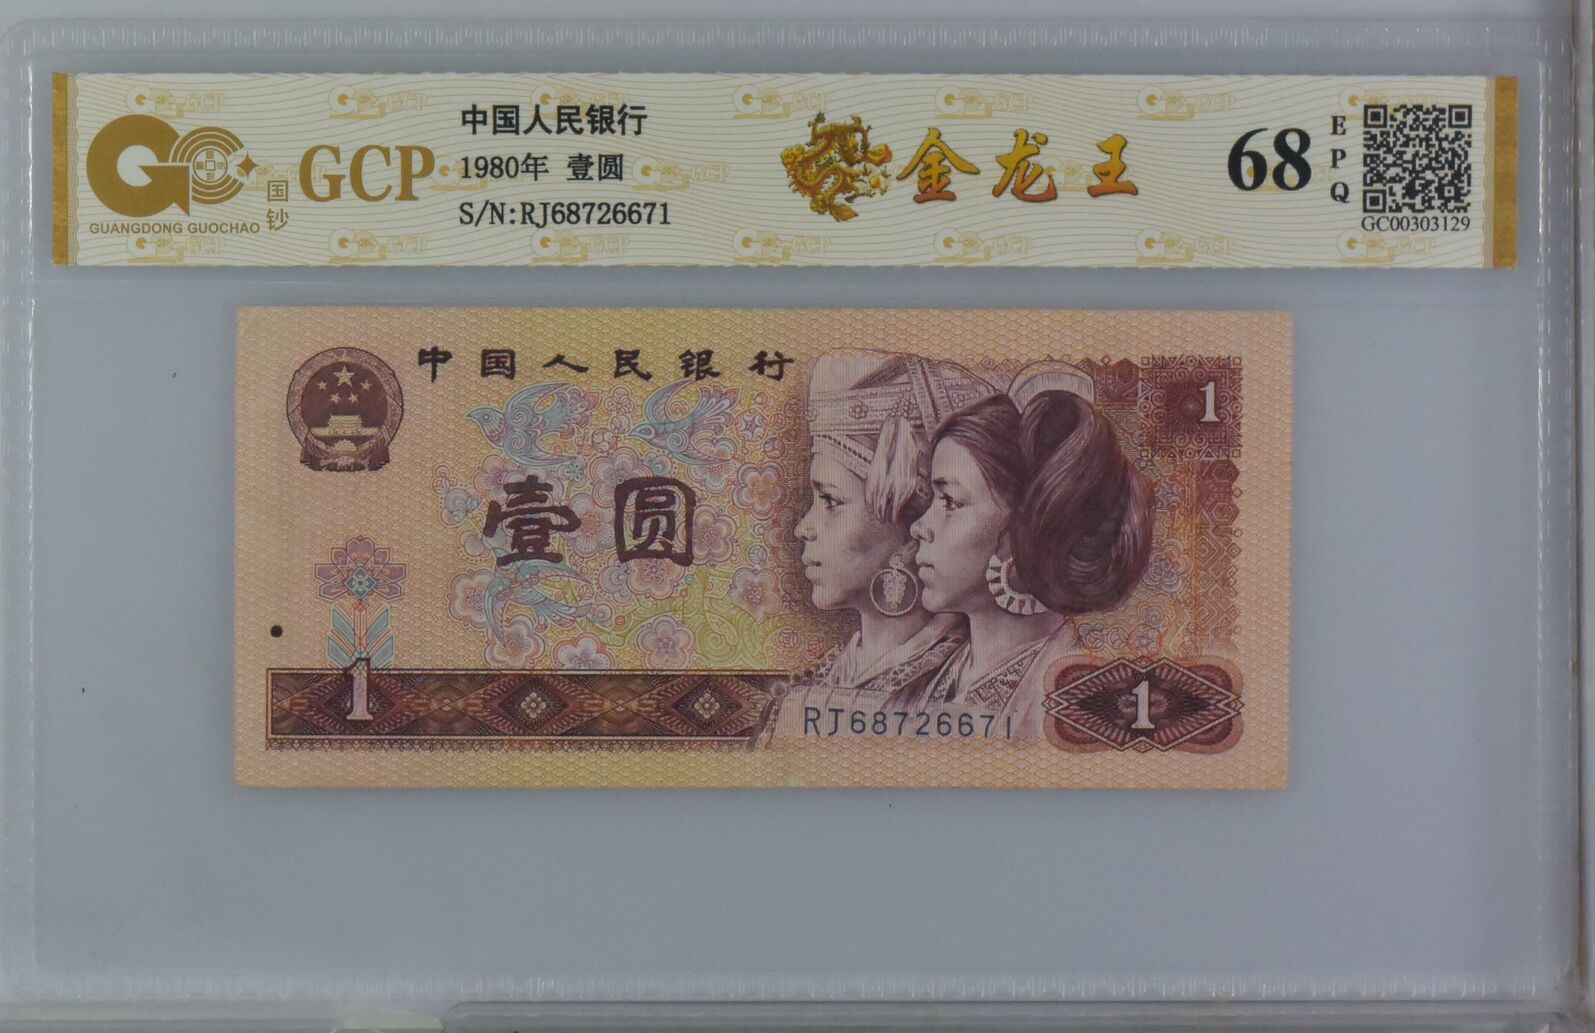 中国人民银行
1980年 壹圆
S/N:RJ68726671
GCP
国钞
GUANGDONG GUOCHAO
金龙王
68
EPQ
GC00303129
中国人民银行
1
壹圆
1
RJ68726671
1